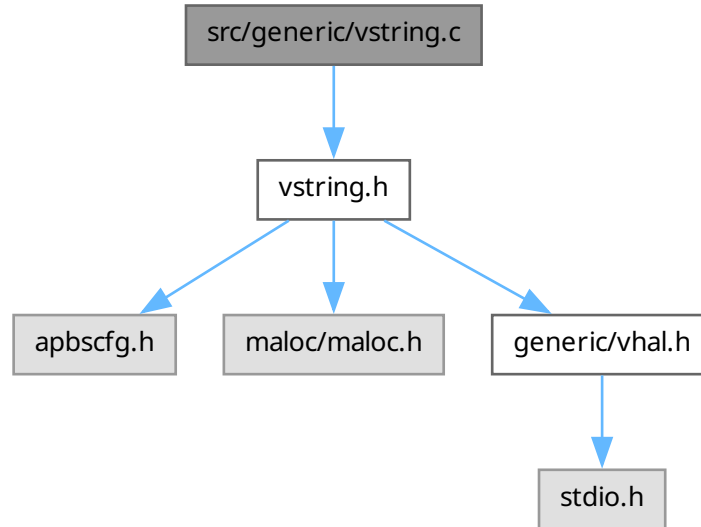 src/generic/vstring.c
vstring.h
apbscfg.h
maloc/maloc.h
generic/vhal.h
stdio.h